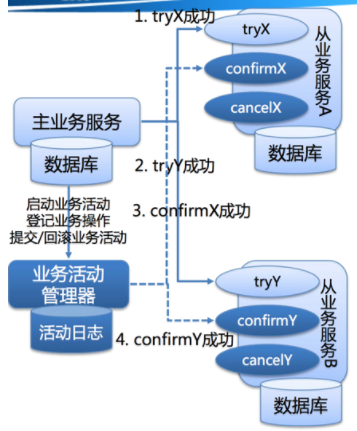 1. tryX成功
tryX
confirmX
cancelX
从业务服务A
数据库
主业务服务
数据库
2. tryY成功
启动业务活动
登记业务操作
提交/回滚业务活动
3. confirmX成功
业务活动
管理器
活动日志
tryY
confirmY
cancelY
从业务服务B
4. confirmY成功
数据库